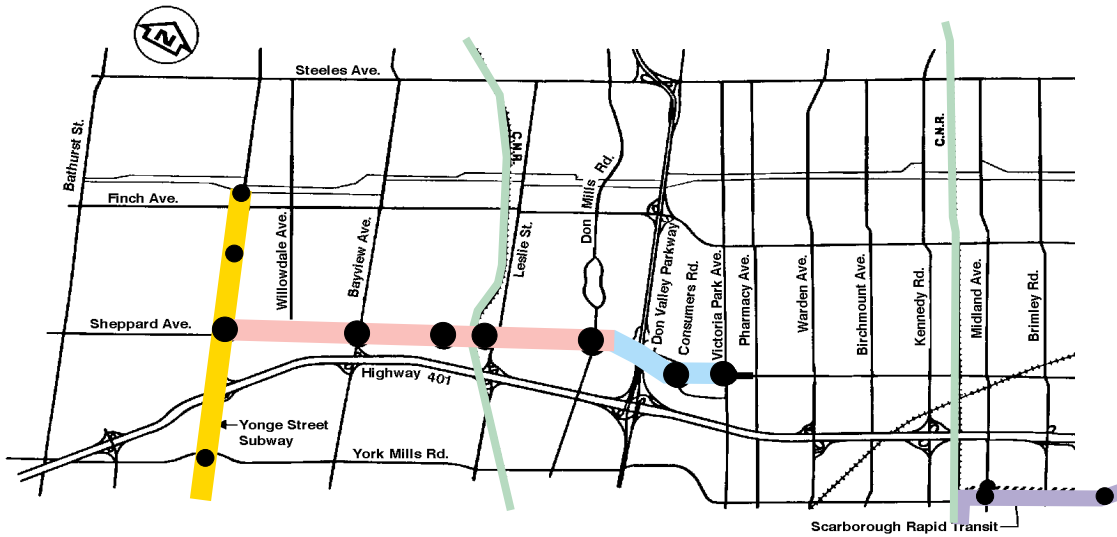 N
Steeles Ave.
Bathurst St.
C.N.R.
C.N.R.
Finch Ave.
Willowdale Ave.
Bayview Ave.
Leslie St.
Don Mills Rd.
Don Valley Parkway
Consumers Rd.
Victoria Park Ave.
Pharmacy Ave.
Warden Ave.
Birchmount Ave.
Kennedy Rd.
Midland Ave.
Brimley Rd.
Sheppard Ave.
Highway 401
Yonge Street
Subway
York Mills Rd.
Scarborough Rapid Transit